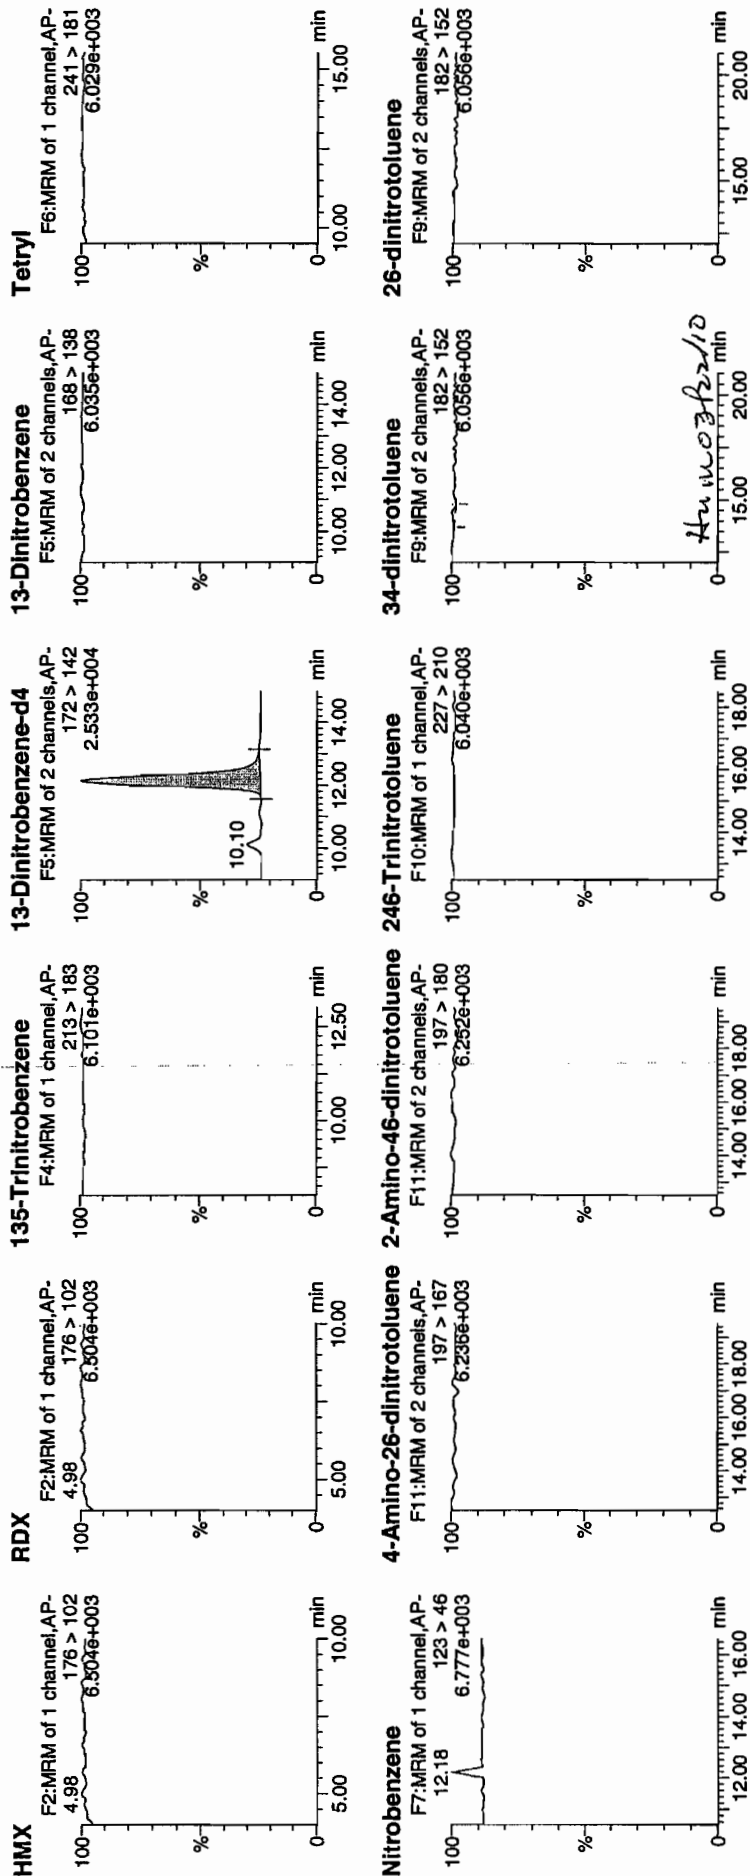 HMX
F2:MRM of 1 channel,AP-
4.98 176 > 102
6.504e+003
100
%
0
5.00 10.00 min
RDX
F2:MRM of 1 channel,AP-
4.98 176 > 102
6.504e+003
100
%
0
5.00 10.00 min
135-Trinitrobenzene
F4:MRM of 1 channel,AP-
213 > 183
6.101e+003
100
%
0
10.00 12.50 min
13-Dinitrobenzene-d4
F5:MRM of 2 channels,AP-
172 > 142
2.533e+004
100
10.10
%
0
10.00 12.00 14.00 min
13-Dinitrobenzene
F5:MRM of 2 channels,AP-
168 > 138
6.035e+003
100
%
0
10.00 12.00 14.00 min
Tetryl
F6:MRM of 1 channel,AP-
241 > 181
6.029e+003
100
%
0
10.00 15.00 min
Nitrobenzene
F7:MRM of 1 channel,AP-
12.18 123 > 46
6.777e+003
100
%
0
12.00 14.00 16.00 min
4-Amino-26-dinitrotoluene
F11:MRM of 2 channels,AP-
197 > 167
6.236e+003
100
%
0
14.00 16.00 18.00 min
2-Amino-46-dinitrotoluene
F11:MRM of 2 channels,AP-
197 > 180
6.252e+003
100
%
0
14.00 16.00 18.00 min
246-Trinitrotoluene
F10:MRM of 1 channel,AP-
227 > 210
6.040e+003
100
%
0
14.00 16.00 18.00 min
34-dinitrotoluene
F9:MRM of 2 channels,AP-
182 > 152
6.056e+003
100
%
0
15.00 20.00 min
26-dinitrotoluene
F9:MRM of 2 channels,AP-
182 > 152
6.056e+003
100
%
0
15.00 20.00 min